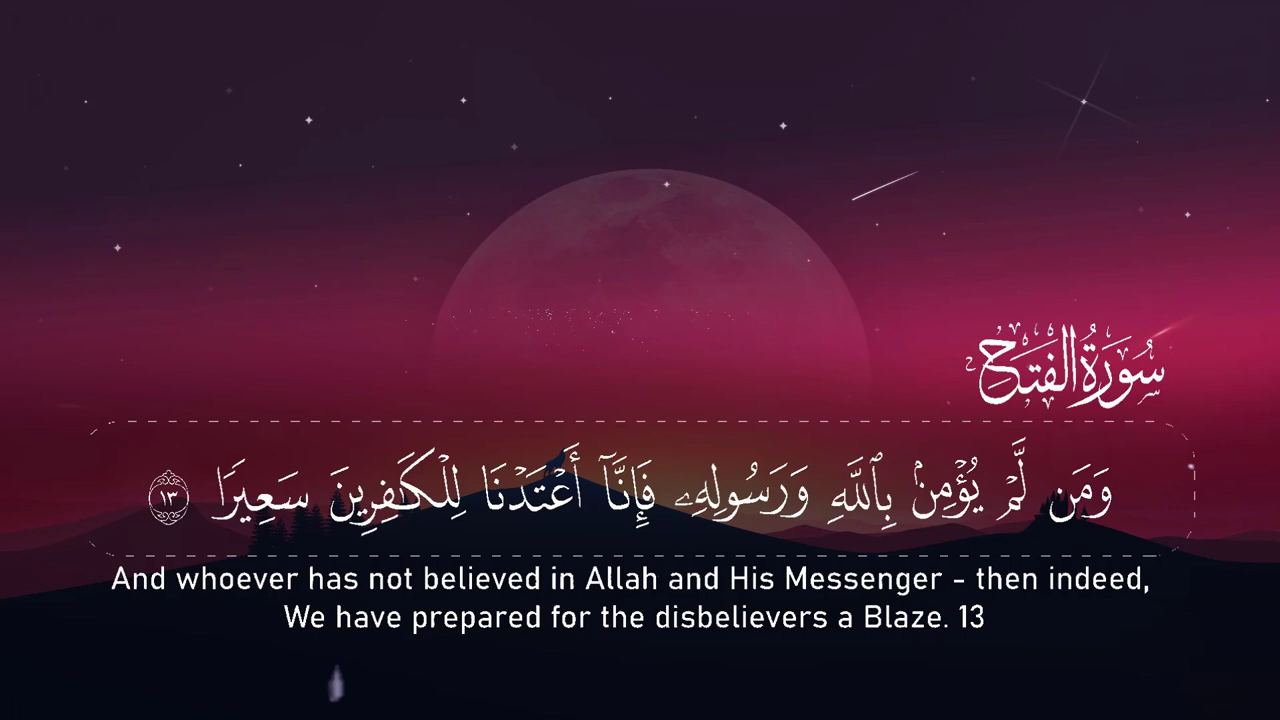 سُورَةُ الفَتْحِ
وَمَن لَّمْ يُؤْمِنۢ بِٱللَّهِ وَرَسُولِهِۦ فَإِنَّآ أَعْتَدْنَا لِلْكَـٰفِرِينَ سَعِيرًا ١٣
And whoever has not believed in Allah and His Messenger - then indeed,
We have prepared for the disbelievers a Blaze. 13